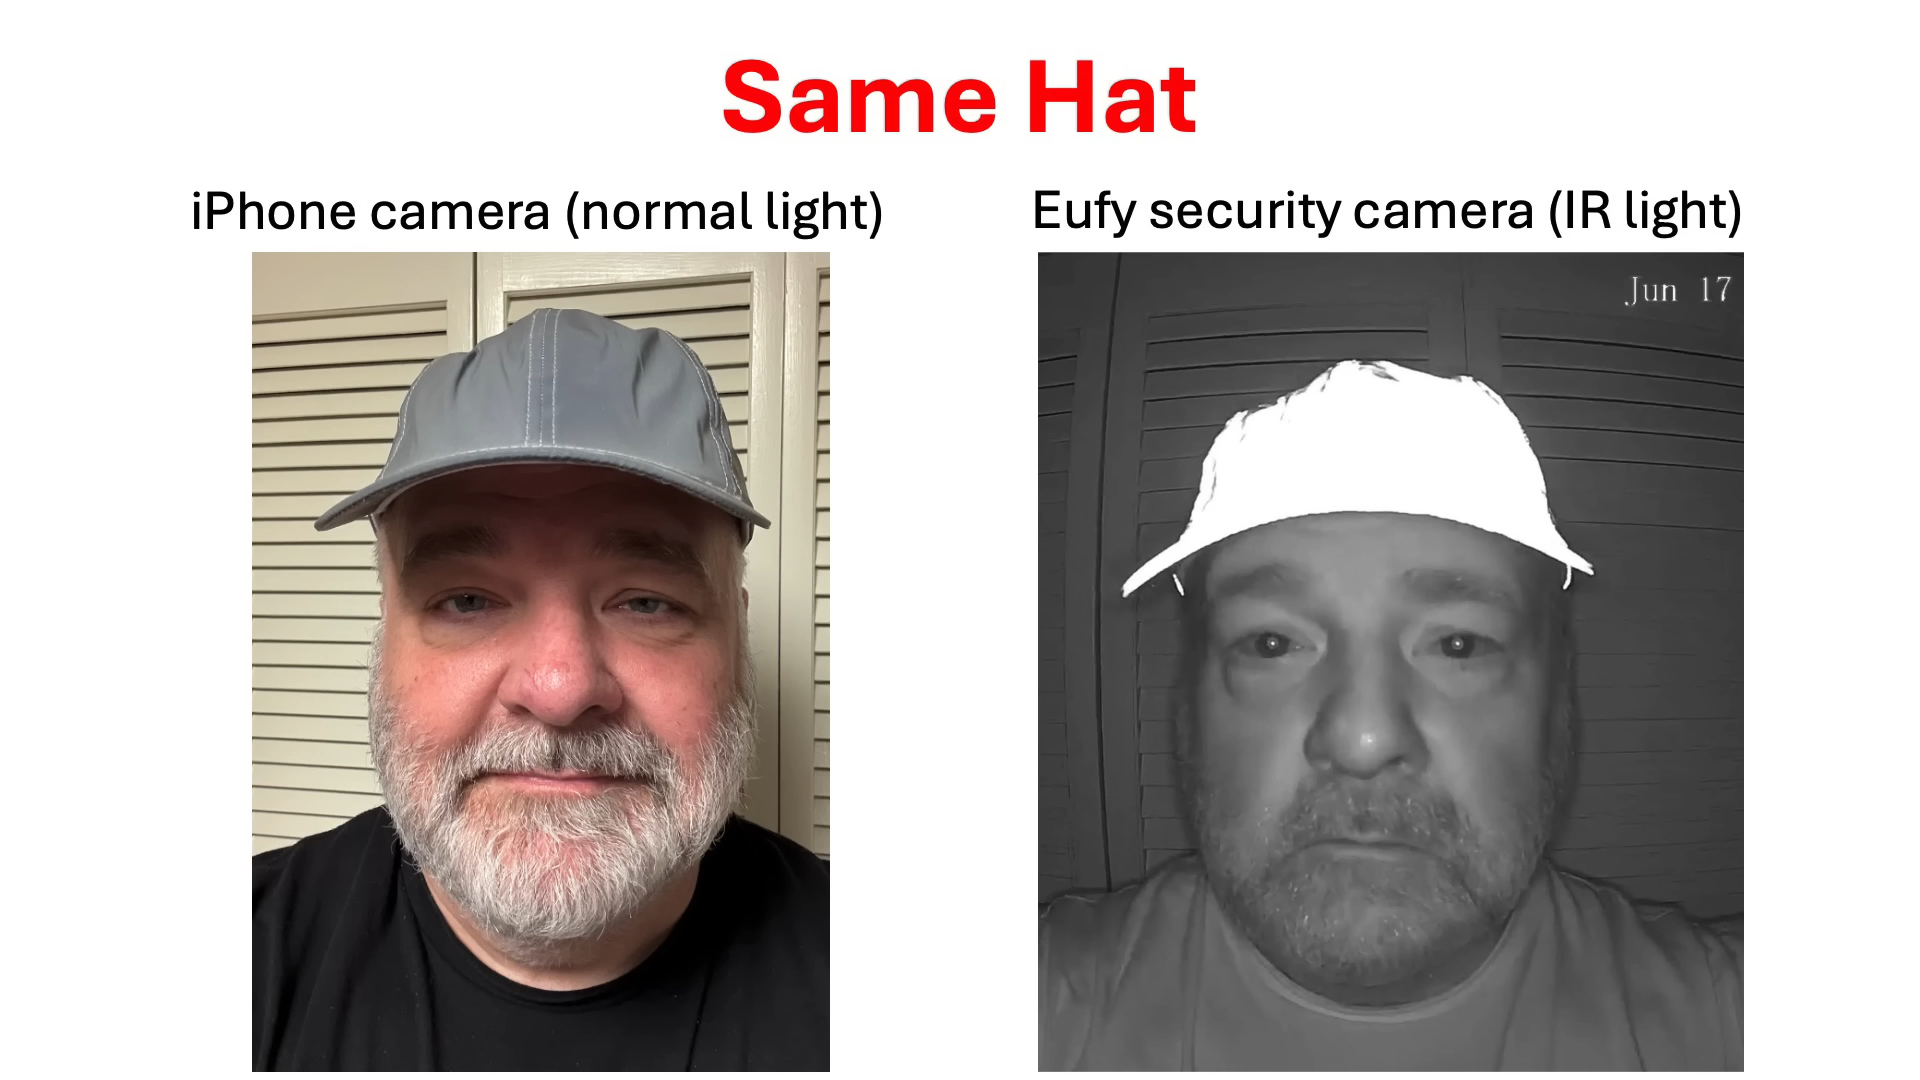 Same Hat
iPhone camera (normal light)
Eufy security camera (IR light)
Jun 17